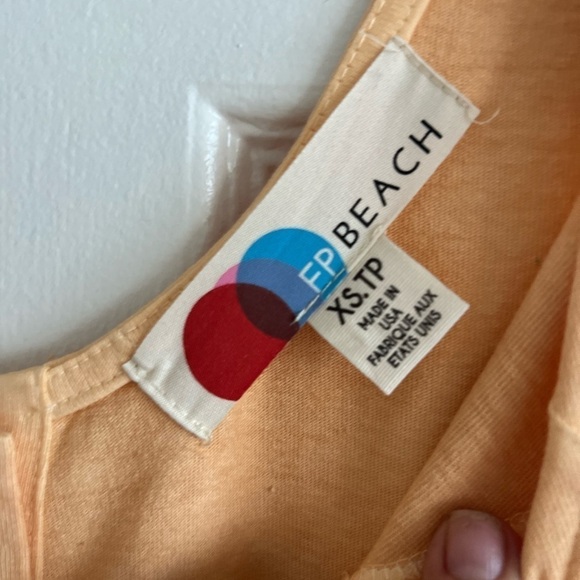 FP BEACH
XS.TP
MADE IN
USA
FABRIQUE AUX
ETATS UNIS